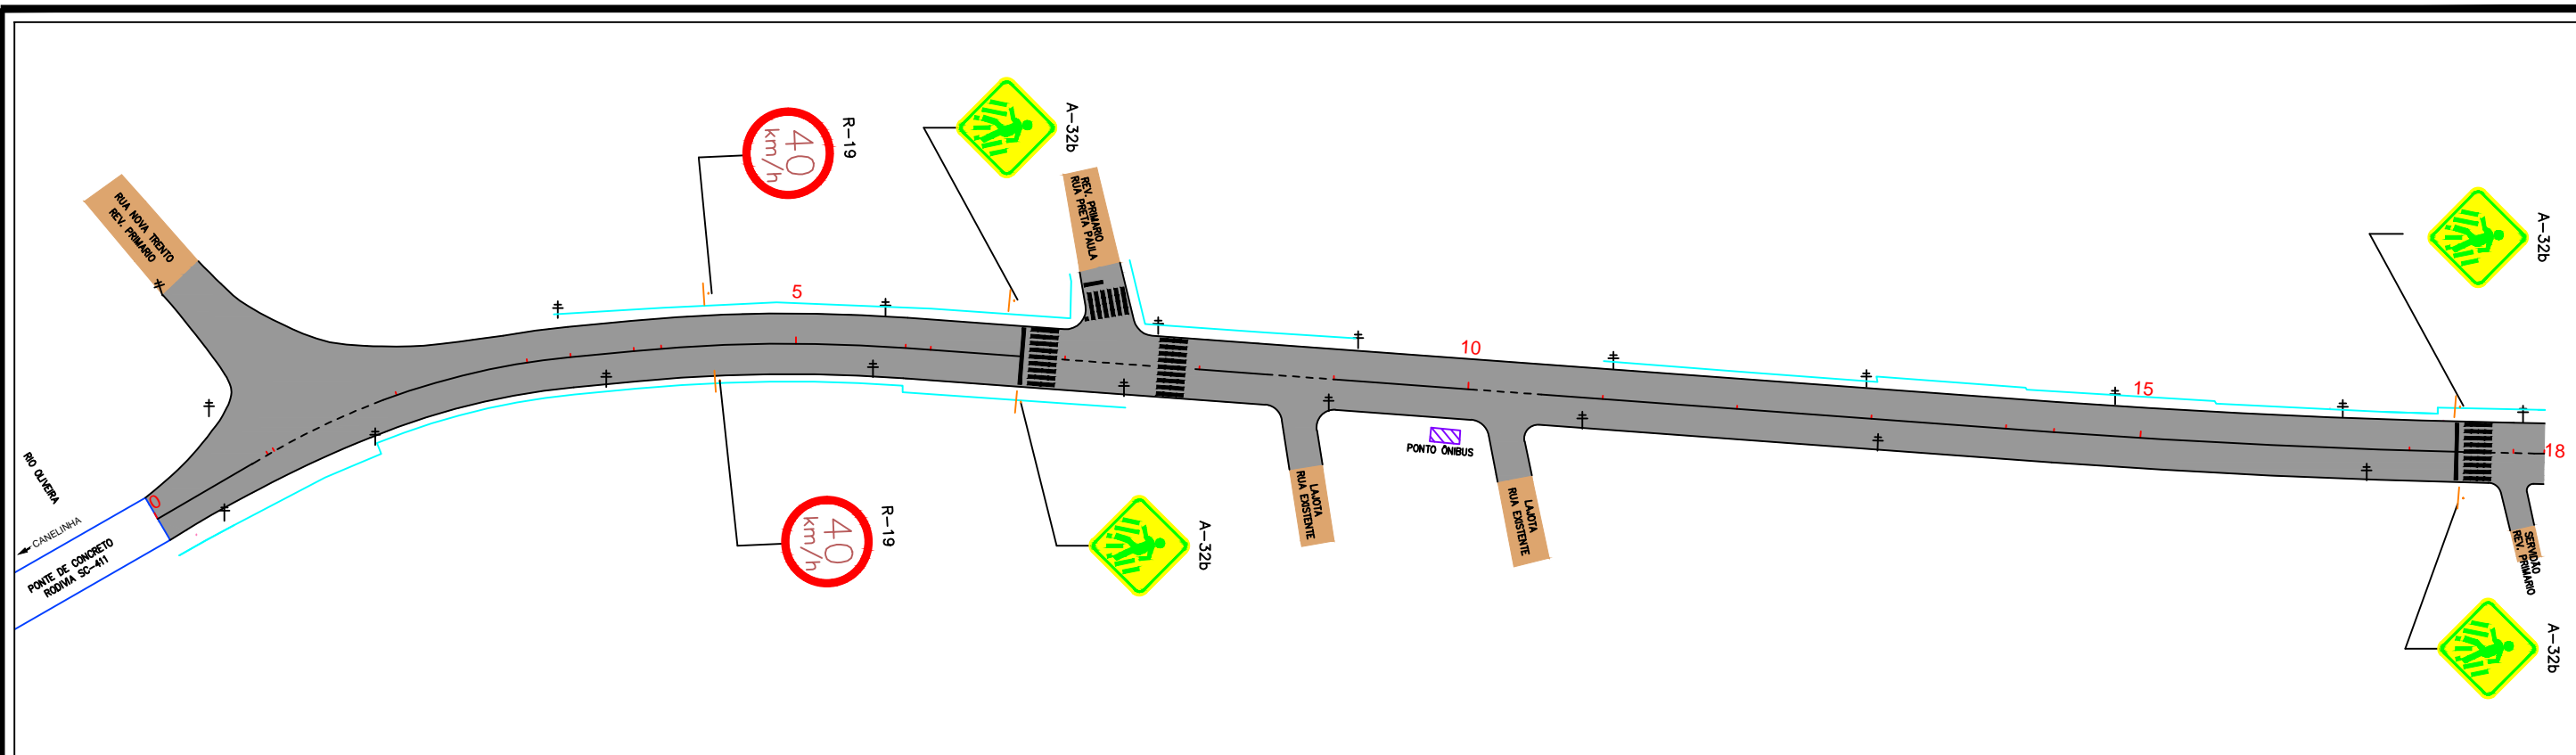 RUA NOVA TRENTO
REV. PRIMARIO
RIO OLIVEIRA
CANELINHA
PONTE DE CONCRETO
RODIVIA SC-411
0
R-19
40
km/h
5
A-32b
REV. PRIMARIO
RUA PRETA PAULA
R-19
40
km/h
A-32b
10
PONTO ÔNIBUS
LAJOTA
RUA EXISTENTE
LAJOTA
RUA EXISTENTE
15
A-32b
18
SERVIDÃO
REV. PRIMARIO
A-32b